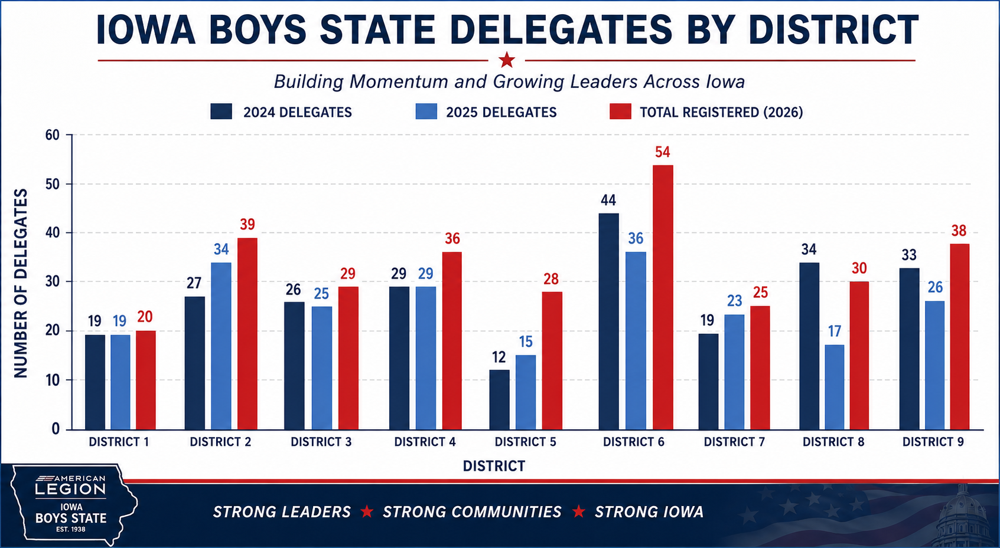 IOWA BOYS STATE DELEGATES BY DISTRICT
Building Momentum and Growing Leaders Across Iowa
2024 DELEGATES 2025 DELEGATES TOTAL REGISTERED (2026)
NUMBER OF DELEGATES
60
50
40
30
20
10
0
19 19 20
27 34 39
26 25 29
29 29 36
12 15 28
44 36 54
19 23 25
34 17 30
33 26 38
DISTRICT 1 DISTRICT 2 DISTRICT 3 DISTRICT 4 DISTRICT 5 DISTRICT 6 DISTRICT 7 DISTRICT 8 DISTRICT 9
DISTRICT
AMERICAN
LEGION
IOWA
BOYS STATE
EST. 1938
STRONG LEADERS ★ STRONG COMMUNITIES ★ STRONG IOWA